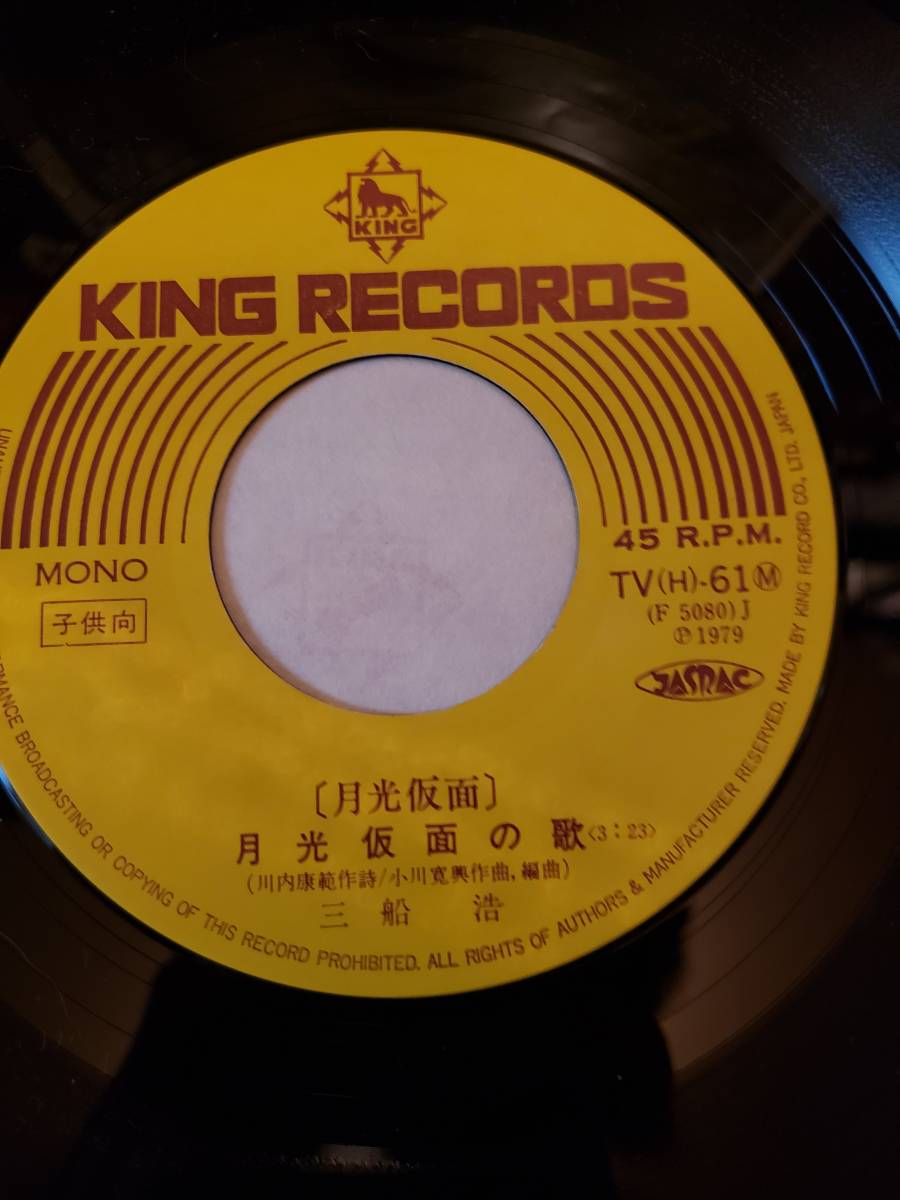 KING
KING RECORDS
45 R.P.M.
MONO
TV(H)-61Ⓜ
子供向
(F 5080)J
Ⓟ1979
JASRAC
〔月光仮面〕
月光仮面の歌<3:23>
(川内康範作詩/小川寛興作曲,編曲)
三船 浩
BROADCASTING OR COPYING OF THIS RECORD PROHIBITED. ALL RIGHTS OF AUTHORS & MANUFACTURER RESERVED. MADE BY KING RECORD CO., LTD. JAPAN